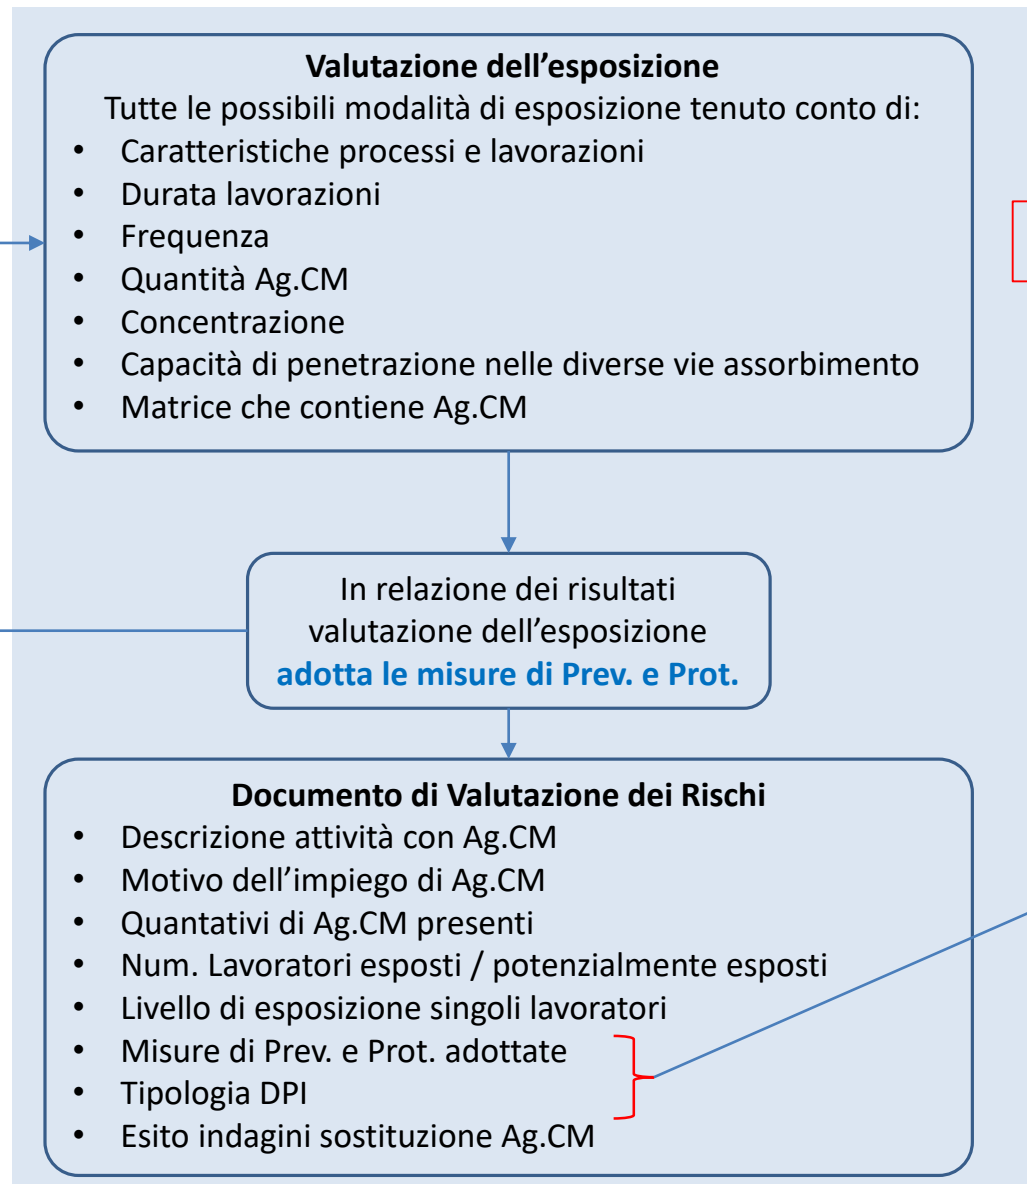 Valutazione dell’esposizione
Tutte le possibili modalità di esposizione tenuto conto di:
• Caratteristiche processi e lavorazioni
• Durata lavorazioni
• Frequenza
• Quantità Ag.CM
• Concentrazione
• Capacità di penetrazione nelle diverse vie assorbimento
• Matrice che contiene Ag.CM
In relazione dei risultati
valutazione dell’esposizione
adotta le misure di Prev. e Prot.
Documento di Valutazione dei Rischi
• Descrizione attività con Ag.CM
• Motivo dell’impiego di Ag.CM
• Quantativi di Ag.CM presenti
• Num. Lavoratori esposti / potenzialmente esposti
• Livello di esposizione singoli lavoratori
• Misure di Prev. e Prot. adottate
• Tipologia DPI
• Esito indagini sostituzione Ag.CM